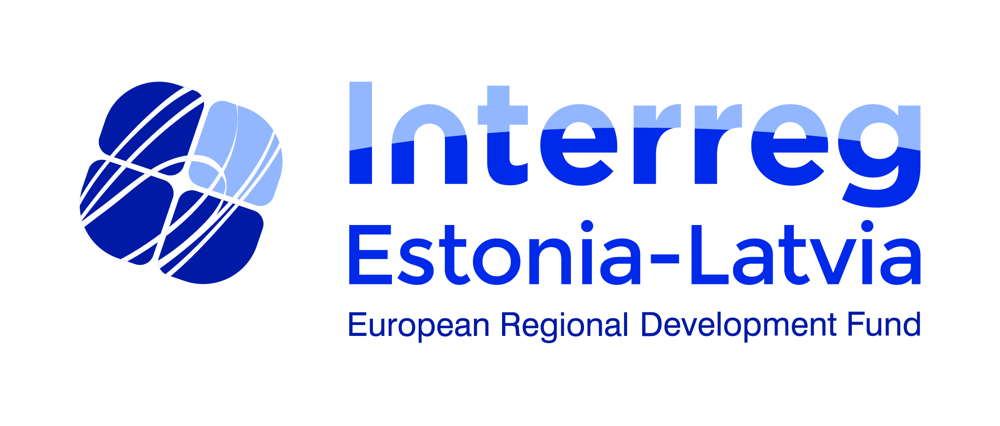 Interreg
Estonia-Latvia
European Regional Development Fund